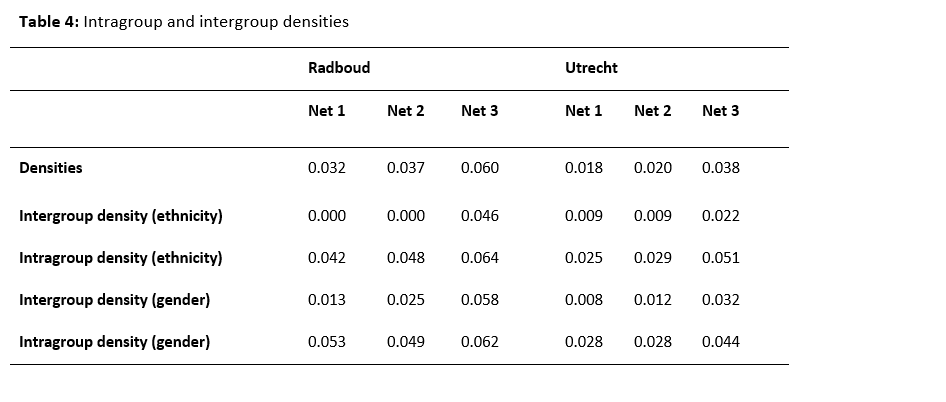 Table 4: Intragroup and intergroup densities
Radboud Utrecht
Net 1 Net 2 Net 3 Net 1 Net 2 Net 3
Densities 0.032 0.037 0.060 0.018 0.020 0.038
Intergroup density (ethnicity) 0.000 0.000 0.046 0.009 0.009 0.022
Intragroup density (ethnicity) 0.042 0.048 0.064 0.025 0.029 0.051
Intergroup density (gender) 0.013 0.025 0.058 0.008 0.012 0.032
Intragroup density (gender) 0.053 0.049 0.062 0.028 0.028 0.044